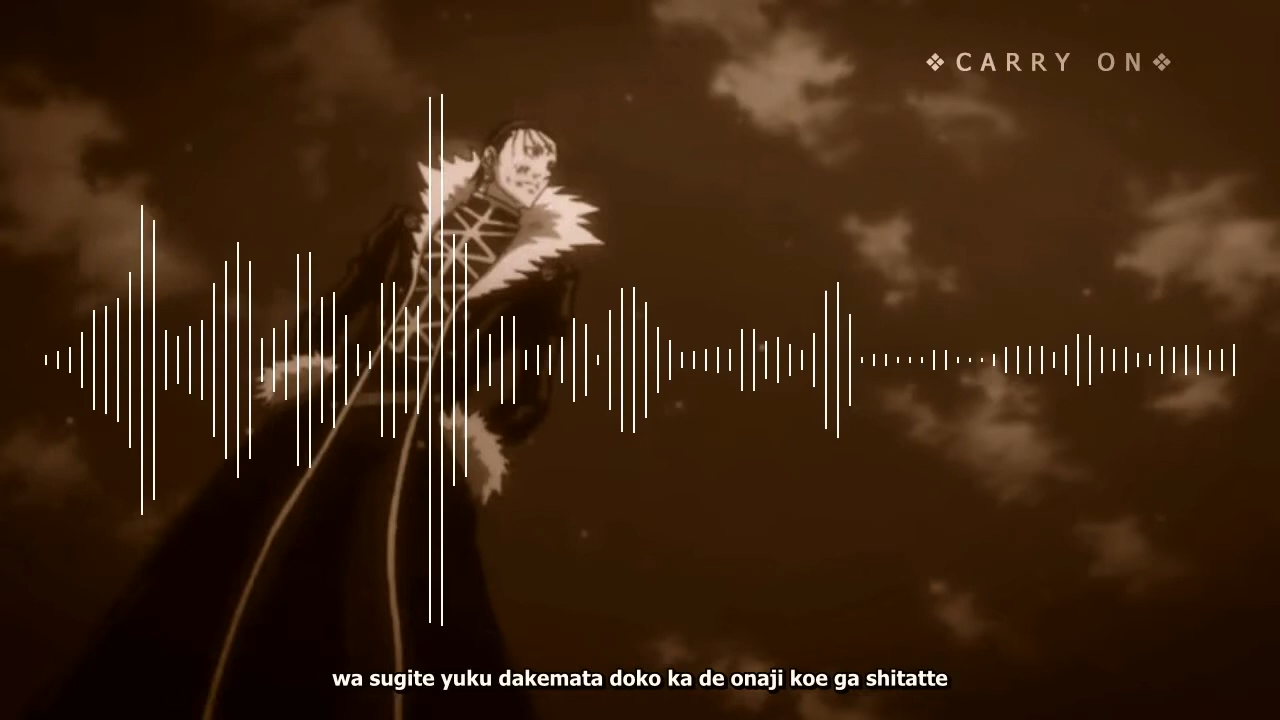 ❖CARRY ON❖
wa sugite yuku dakemata doko ka de onaji koe ga shitatte